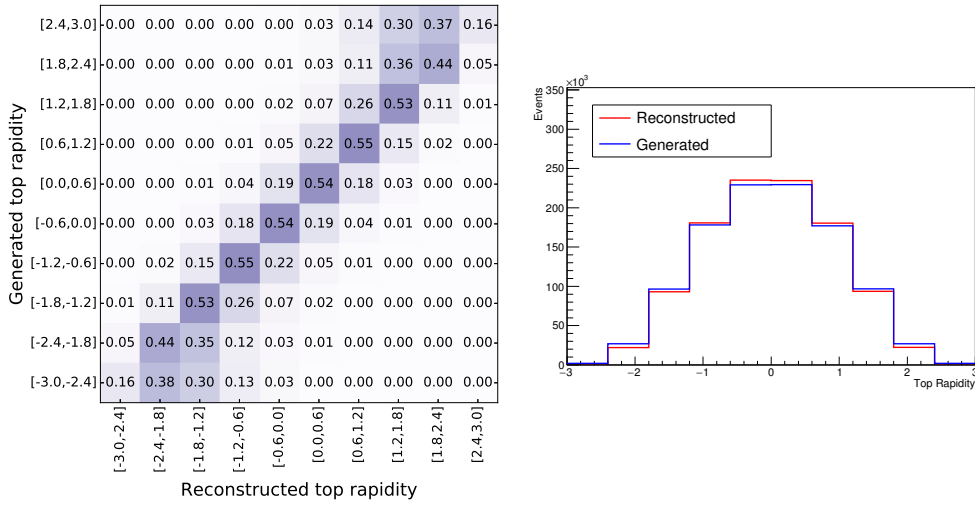 [2.4,3.0] 0.00 0.00 0.00 0.00 0.00 0.03 0.14 0.30 0.37 0.16
[1.8,2.4] 0.00 0.00 0.00 0.00 0.01 0.03 0.11 0.36 0.44 0.05
[1.2,1.8] 0.00 0.00 0.00 0.00 0.02 0.07 0.26 0.53 0.11 0.01
[0.6,1.2] 0.00 0.00 0.00 0.01 0.05 0.22 0.55 0.15 0.02 0.00
[0.0,0.6] 0.00 0.00 0.01 0.04 0.19 0.54 0.18 0.03 0.00 0.00
[-0.6,0.0] 0.00 0.00 0.03 0.18 0.54 0.19 0.04 0.01 0.00 0.00
[-1.2,-0.6] 0.00 0.02 0.15 0.55 0.22 0.05 0.01 0.00 0.00 0.00
[-1.8,-1.2] 0.01 0.11 0.53 0.26 0.07 0.02 0.00 0.00 0.00 0.00
[-2.4,-1.8] 0.05 0.44 0.35 0.12 0.03 0.01 0.00 0.00 0.00 0.00
[-3.0,-2.4] 0.16 0.38 0.30 0.13 0.03 0.00 0.00 0.00 0.00 0.00
[-3.0,-2.4] [-2.4,-1.8] [-1.8,-1.2] [-1.2,-0.6] [-0.6,0.0] [0.0,0.6] [0.6,1.2] [1.2,1.8] [1.8,2.4] [2.4,3.0]
Generated top rapidity
Reconstructed top rapidity
×10³
Events
350
300
250
200
150
100
50
0
−3 −2 −1 0 1 2 3
Top Rapidity
Reconstructed
Generated